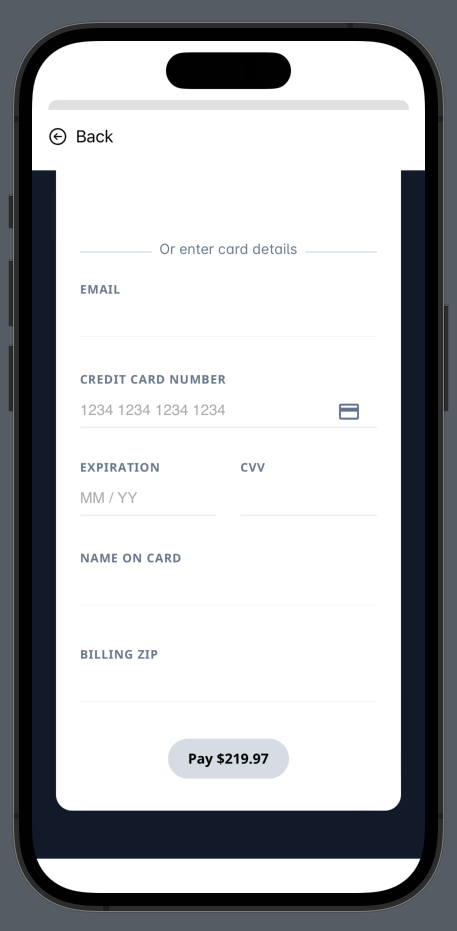 Back
Or enter card details
EMAIL
CREDIT CARD NUMBER
1234 1234 1234 1234
EXPIRATION CVV
MM / YY
NAME ON CARD
BILLING ZIP
Pay $219.97